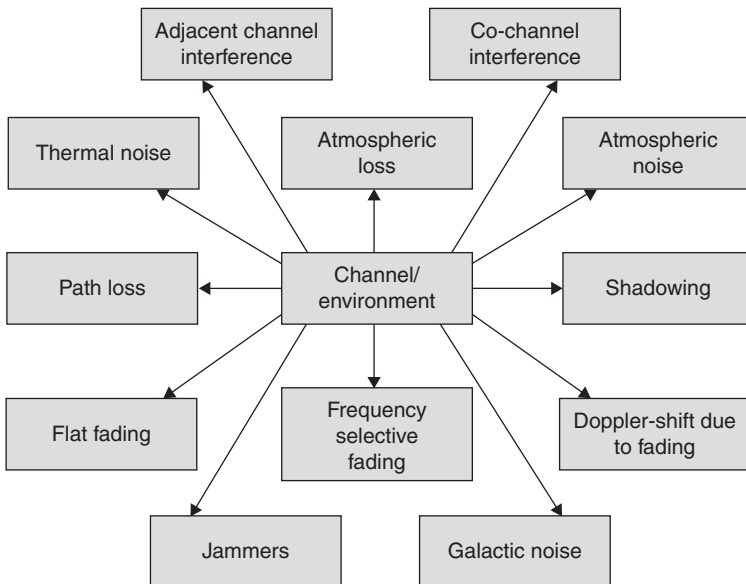 Adjacent channel
interference
Co-channel
interference
Thermal noise
Atmospheric
loss
Atmospheric
noise
Path loss
Channel/
environment
Shadowing
Flat fading
Frequency
selective
fading
Doppler-shift due
to fading
Jammers
Galactic noise